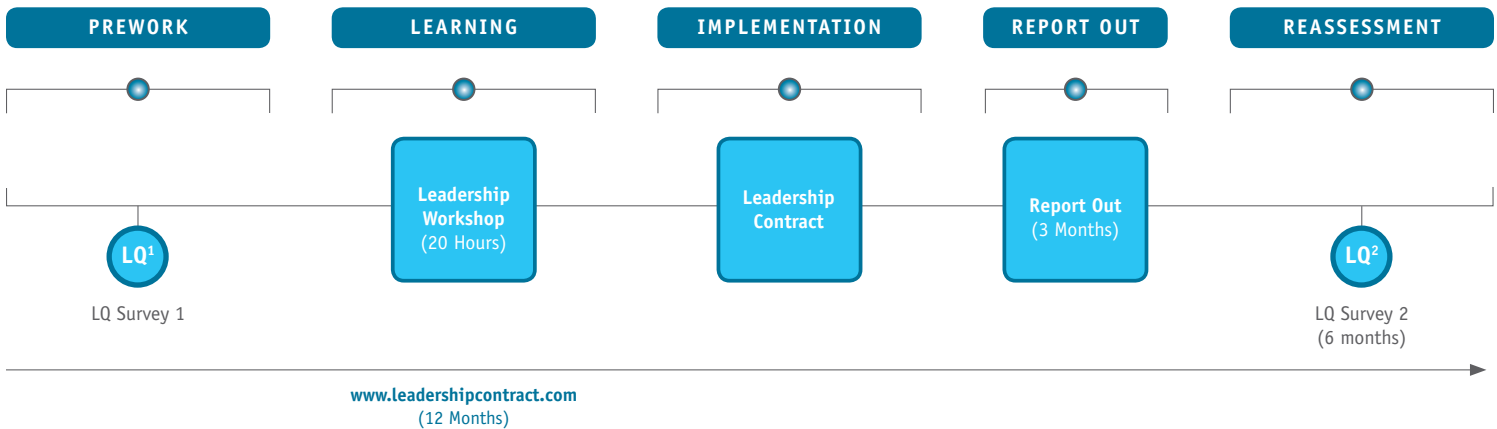 PREWORK
LEARNING
IMPLEMENTATION
REPORT OUT
REASSESSMENT
Leadership
Workshop
(20 Hours)
Leadership
Contract
Report Out
(3 Months)
LQ¹
LQ Survey 1
LQ²
LQ Survey 2
(6 months)
www.leadershipcontract.com
(12 Months)